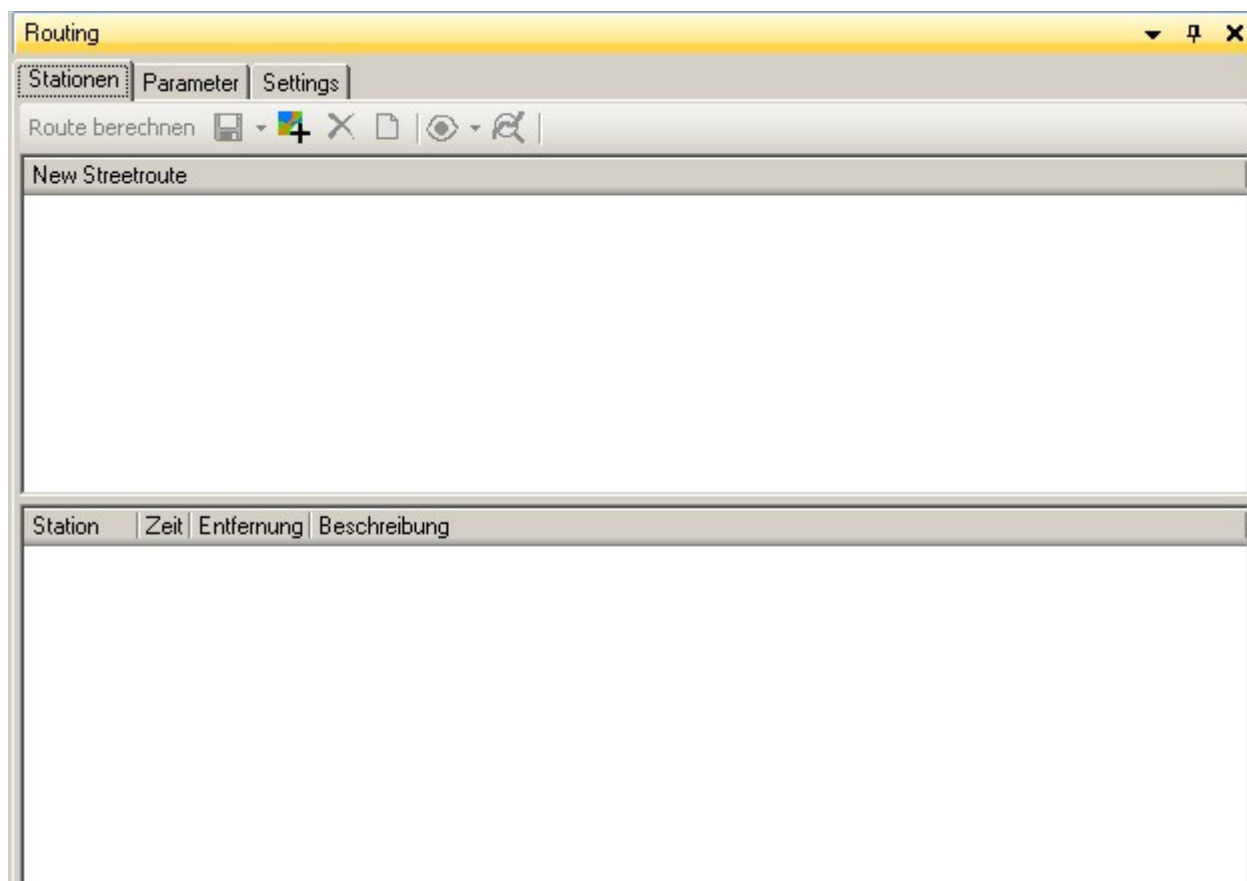 Routing
Stationen Parameter Settings
Route berechnen
New Streetroute
Station Zeit Entfernung Beschreibung